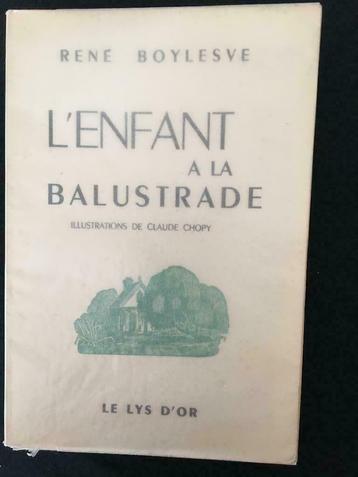 RENÉ BOYLESVE
L'ENFANT
A LA
BALUSTRADE
ILLUSTRATIONS DE CLAUDE CHOPY
LE LYS D'OR